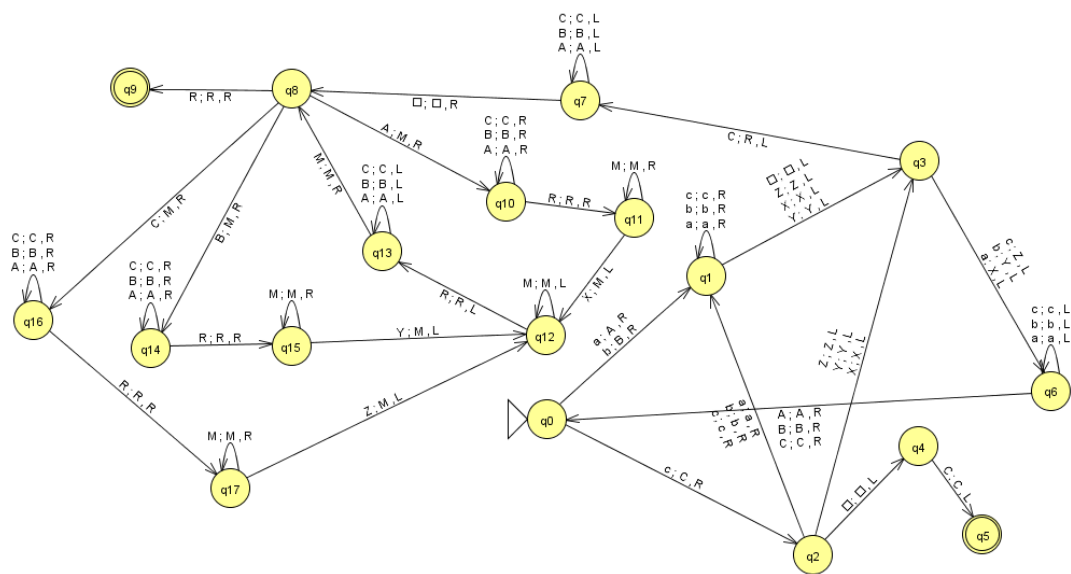 C ; C , L
B ; B , L
A ; A , L
q9
R ; R , R
q8
□ ; □ , R
q7
C ; R , L
q3
A ; M , R
C ; C , R
B ; B , R
A ; A , R
q10
R ; R , R
M ; M , R
q11
M ; M , R
C ; C , L
B ; B , L
A ; A , L
q13
C ; M , R
B ; M , R
□ ; □ , L
Z ; Z , L
X ; X , L
Y ; Y , L
c ; c , R
b ; b , R
a ; a , R
q1
c ; Z , L
b ; Y , L
a ; X , L
C ; C , R
B ; B , R
A ; A , R
q16
C ; C , R
B ; B , R
A ; A , R
q14
R ; R , R
M ; M , R
q15
Y ; M , L
R ; R , L
M ; M , L
q12
X ; M , L
c ; c , L
b ; b , L
a ; a , L
q6
R ; R , R
M ; M , R
q17
Z ; M , L
a ; A , R
b ; B , R
q0
a ; a , R
b ; b , R
c ; c , R
Z ; Z , L
Y ; Y , L
X ; X , L
A ; A , R
B ; B , R
C ; C , R
c ; C , R
q2
□ ; □ , L
q4
C ; C , L
q5